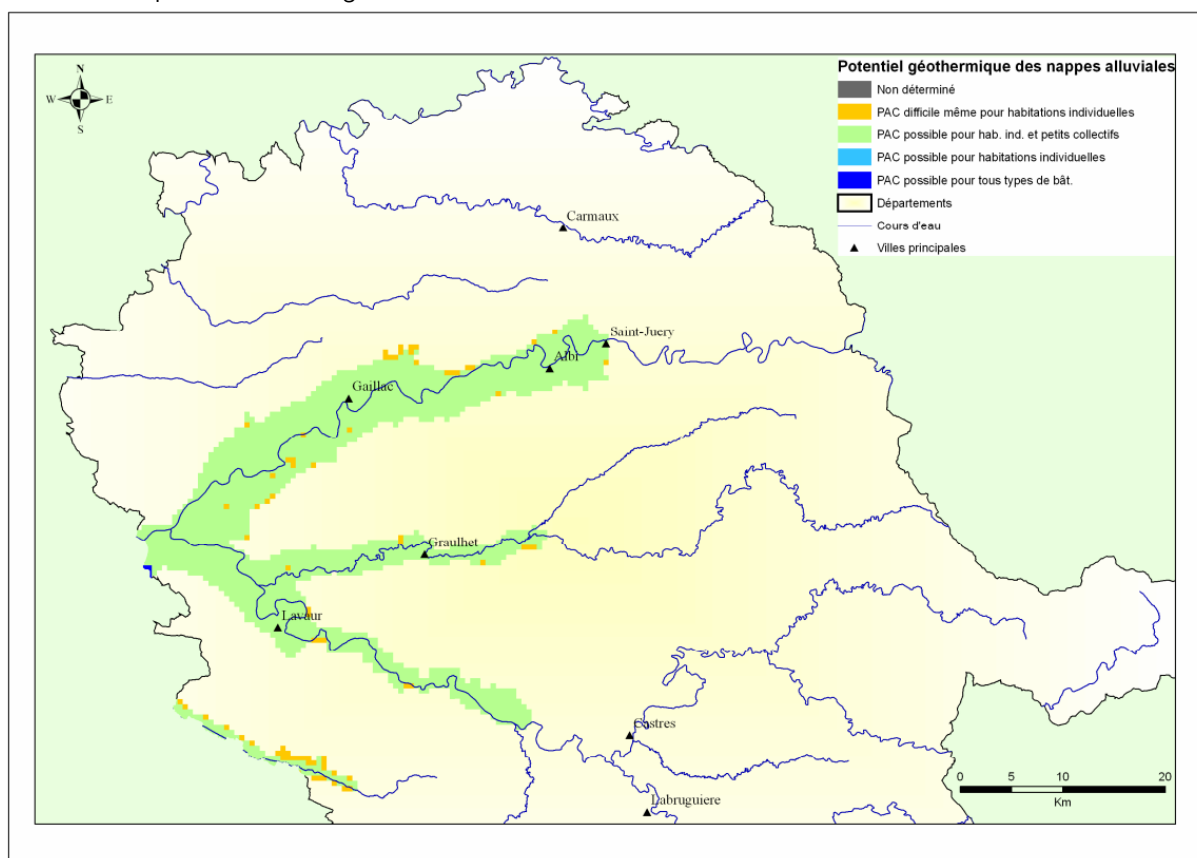 N
W E
S
Potentiel géothermique des nappes alluviales
Non déterminé
PAC difficile même pour habitations individuelles
PAC possible pour hab. ind. et petits collectifs
PAC possible pour habitations individuelles
PAC possible pour tous types de bât.
Départements
Cours d'eau
Villes principales
Carmaux
Saint-Juery
Albi
Gaillac
Graulhet
Lavaur
Castres
Labruguiere
0 5 10 20
Km